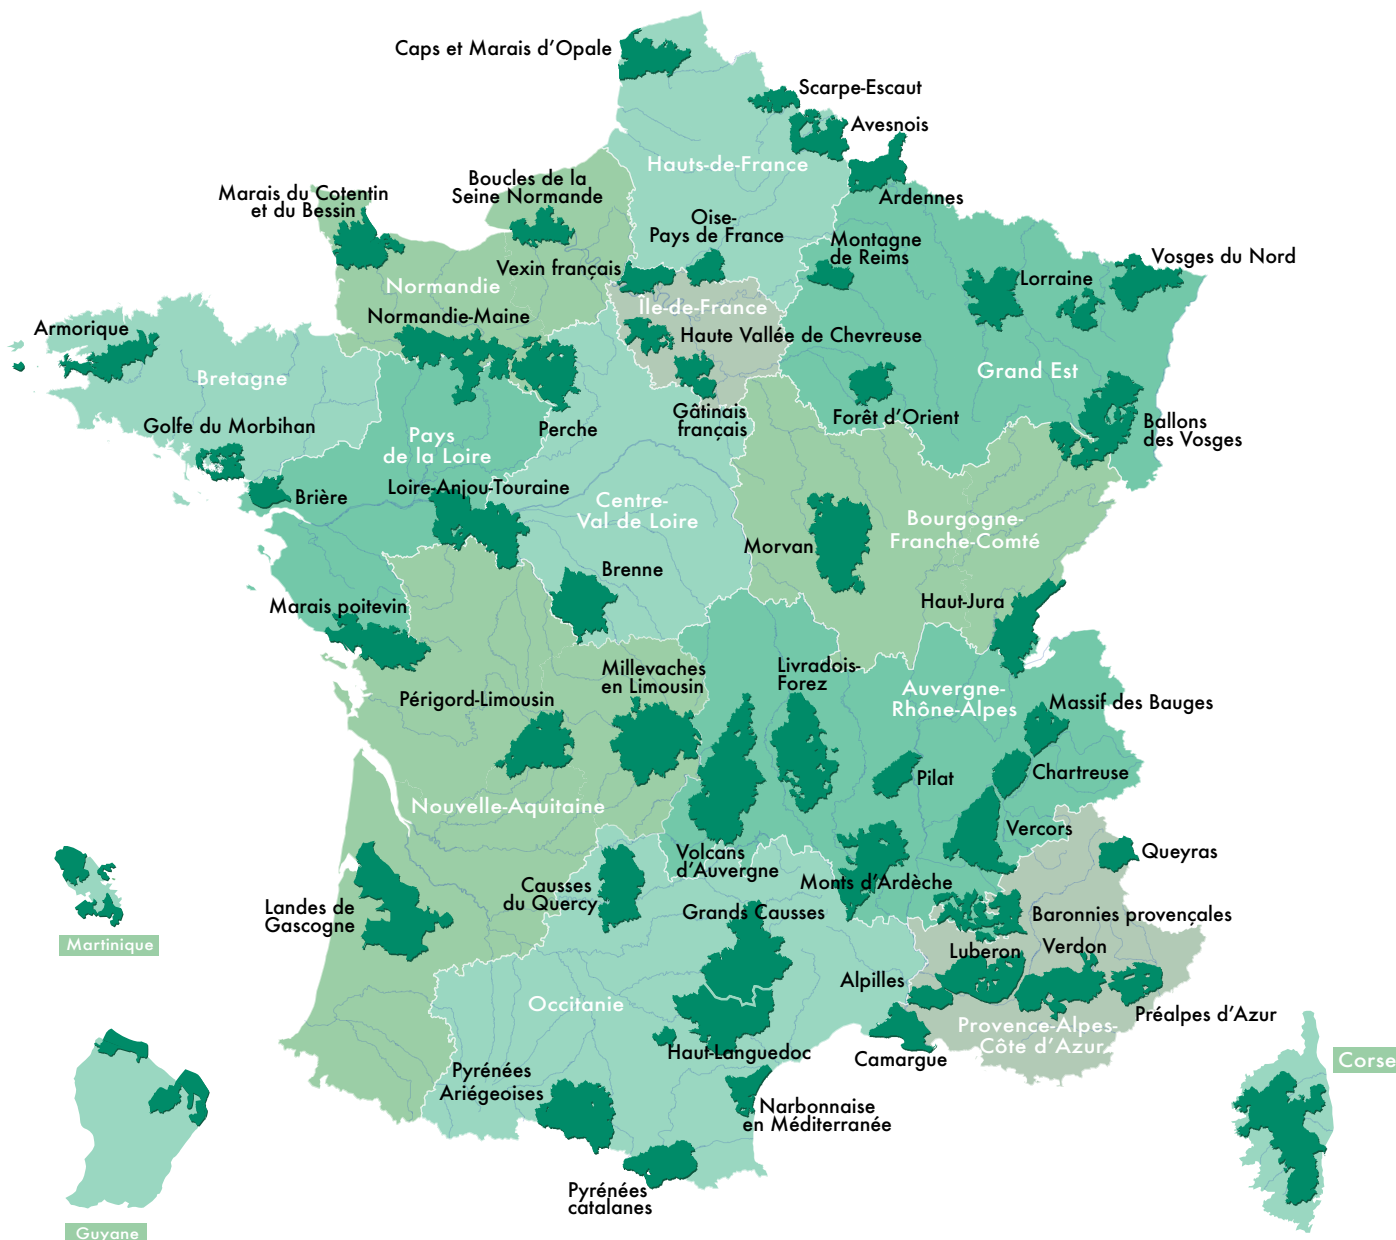 Caps et Marais d'Opale
Scarpe-Escaut
Avesnois
Hauts-de-France
Ardennes
Boucles de la
Seine Normande
Marais du Cotentin
et du Bessin
Oise-
Pays de France
Montagne
de Reims
Vosges du Nord
Vexin français
Lorraine
Normandie
Île-de-France
Normandie-Maine
Armorique
Haute Vallée de Chevreuse
Bretagne
Grand Est
Golfe du Morbihan
Perche
Gâtinais
français
Forêt d'Orient
Ballons
des Vosges
Pays
de la Loire
Brière
Loire-Anjou-Touraine
Centre-
Val de Loire
Bourgogne-
Franche-Comté
Morvan
Brenne
Haut-Jura
Marais poitevin
Millevaches
en Limousin
Livradois-
Forez
Périgord-Limousin
Auvergne-
Rhône-Alpes
Massif des Bauges
Pilat
Chartreuse
Nouvelle-Aquitaine
Vercors
Queyras
Volcans
d'Auvergne
Causses
du Quercy
Monts d'Ardèche
Landes de
Gascogne
Grands Causses
Baronnies provençales
Martinique
Luberon
Verdon
Alpilles
Occitanie
Préalpes d'Azur
Provence-Alpes-
Côte d'Azur
Haut-Languedoc
Camargue
Corse
Pyrénées
Ariégeoises
Narbonnaise
en Méditerranée
Pyrénées
catalanes
Guyane